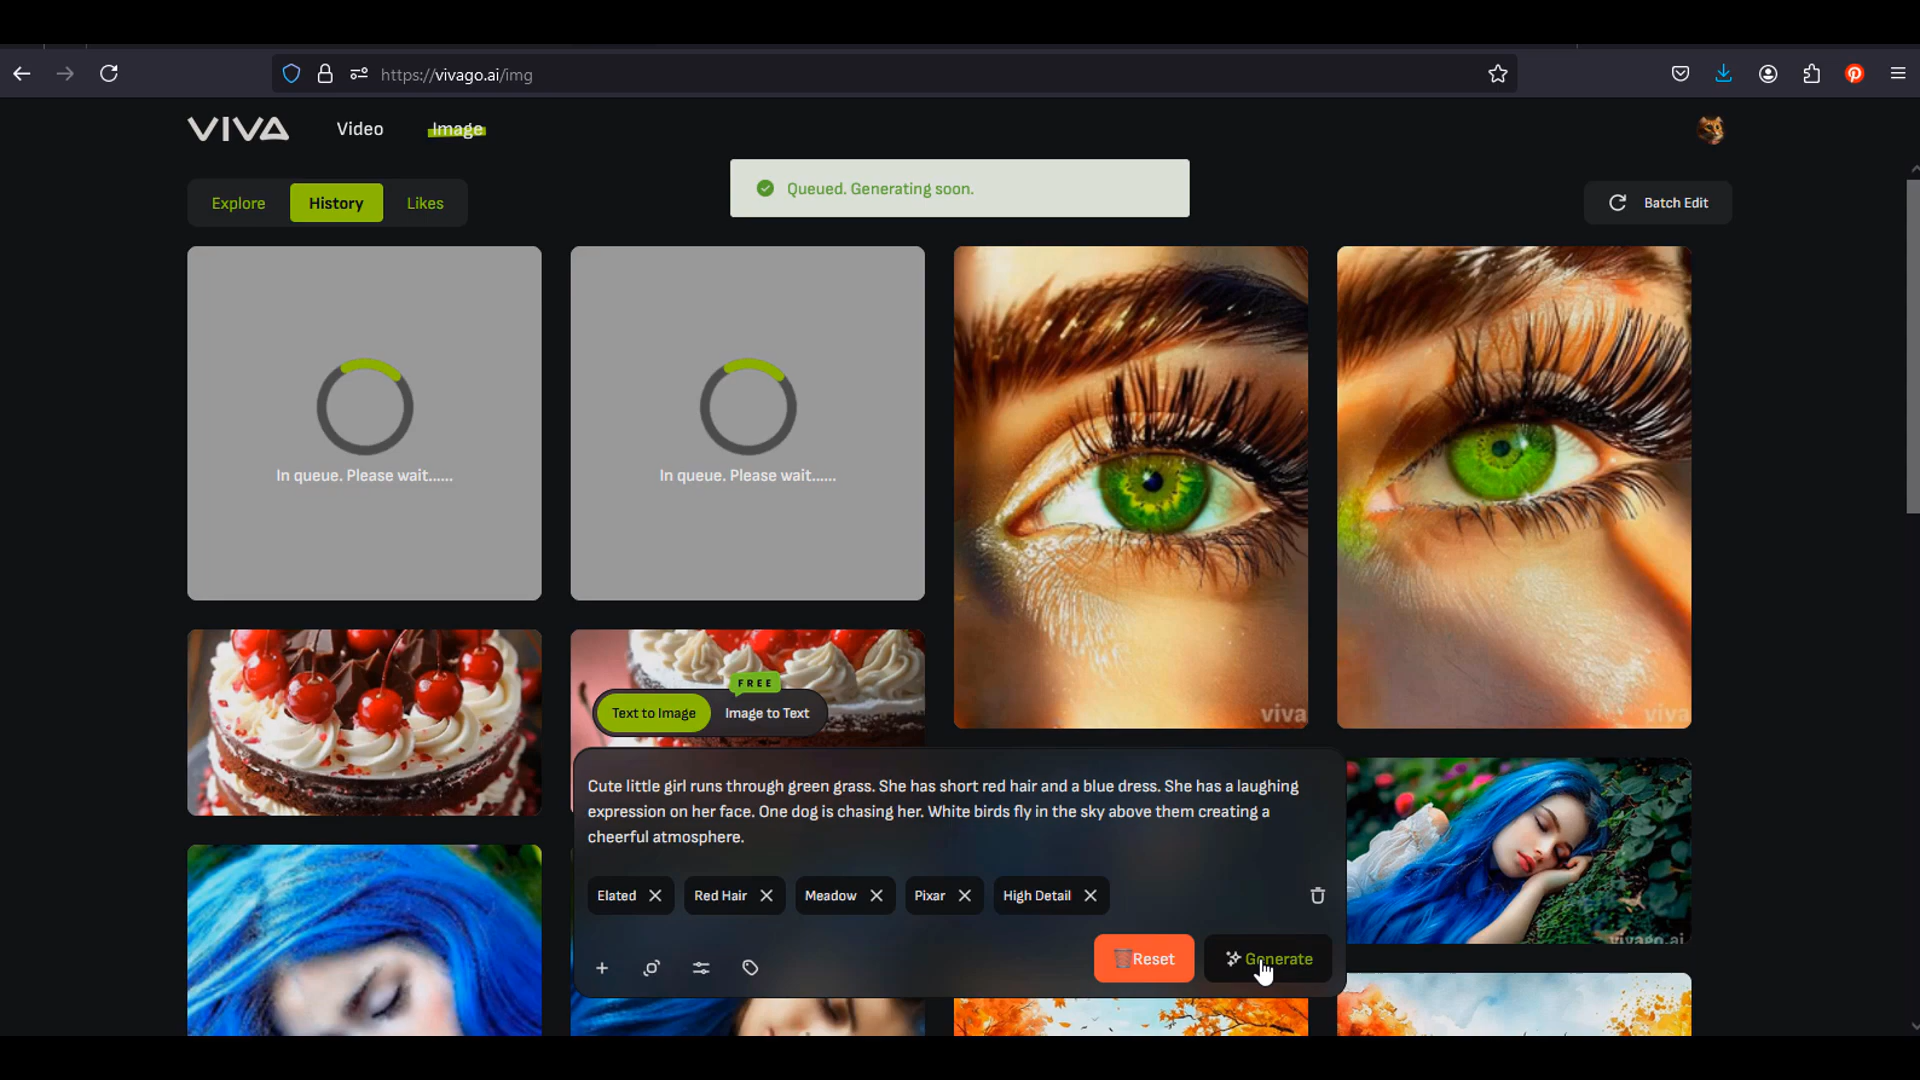 https://vivago.ai/img
VIVA
Video
Image
Queued. Generating soon.
Explore
History
Likes
Batch Edit
In queue. Please wait......
In queue. Please wait......
viva
viva
FREE
Text to Image
Image to Text
Cute little girl runs through green grass. She has short red hair and a blue dress. She has a laughing
expression on her face. One dog is chasing her. White birds fly in the sky above them creating a
cheerful atmosphere.
Elated
Red Hair
Meadow
Pixar
High Detail
vivago.ai
Reset
Generate